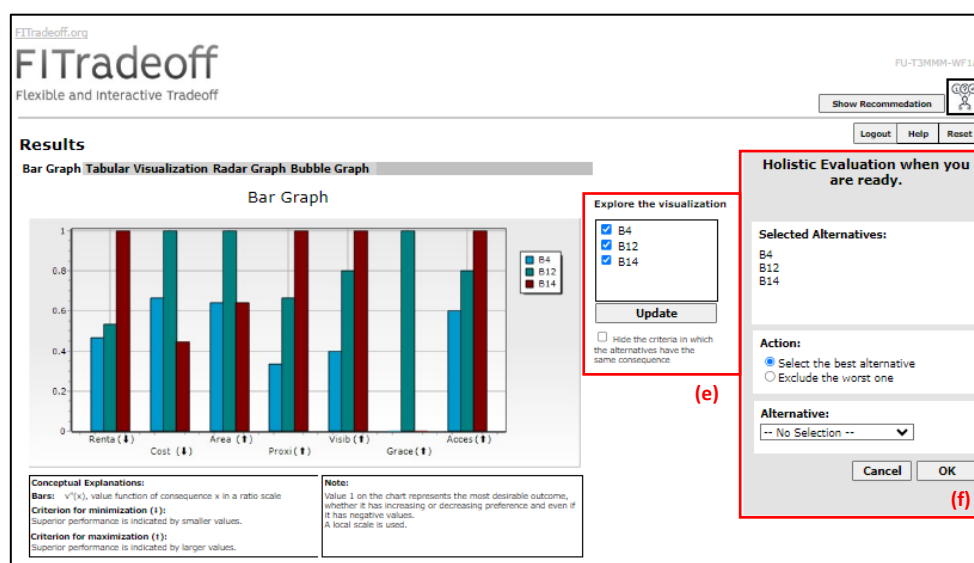 FITradeoff.org
FITradeoff
Flexible and Interactive Tradeoff
FU-T3MMM-WF1
Show Recommedation
Logout Help Reset
Results
Bar Graph Tabular Visualization Radar Graph Bubble Graph
Bar Graph
1
0.8
0.6
0.4
0.2
0
Renta (⬇)
Cost (⬇)
Area (⬆)
Proxi (⬆)
Visib (⬆)
Grace (⬆)
Acces (⬆)
B4
B12
B14
Explore the visualization
B4
B12
B14
Update
Hide the criteria in which
the alternatives have the
same consequence
(e)
Holistic Evaluation when you
are ready.
Selected Alternatives:
B4
B12
B14
Action:
Select the best alternative
Exclude the worst one
Alternative:
-- No Selection --
Cancel OK
(f)
Conceptual Explanations:
Bars: v"(x), value function of consequence x in a ratio scale
Criterion for minimization (⬇):
Superior performance is indicated by smaller values.
Criterion for maximization (⬆):
Superior performance is indicated by larger values.
Note:
Value 1 on the chart represents the most desirable outcome,
whether it has increasing or decreasing preference and even if
it has negative values.
A local scale is used.